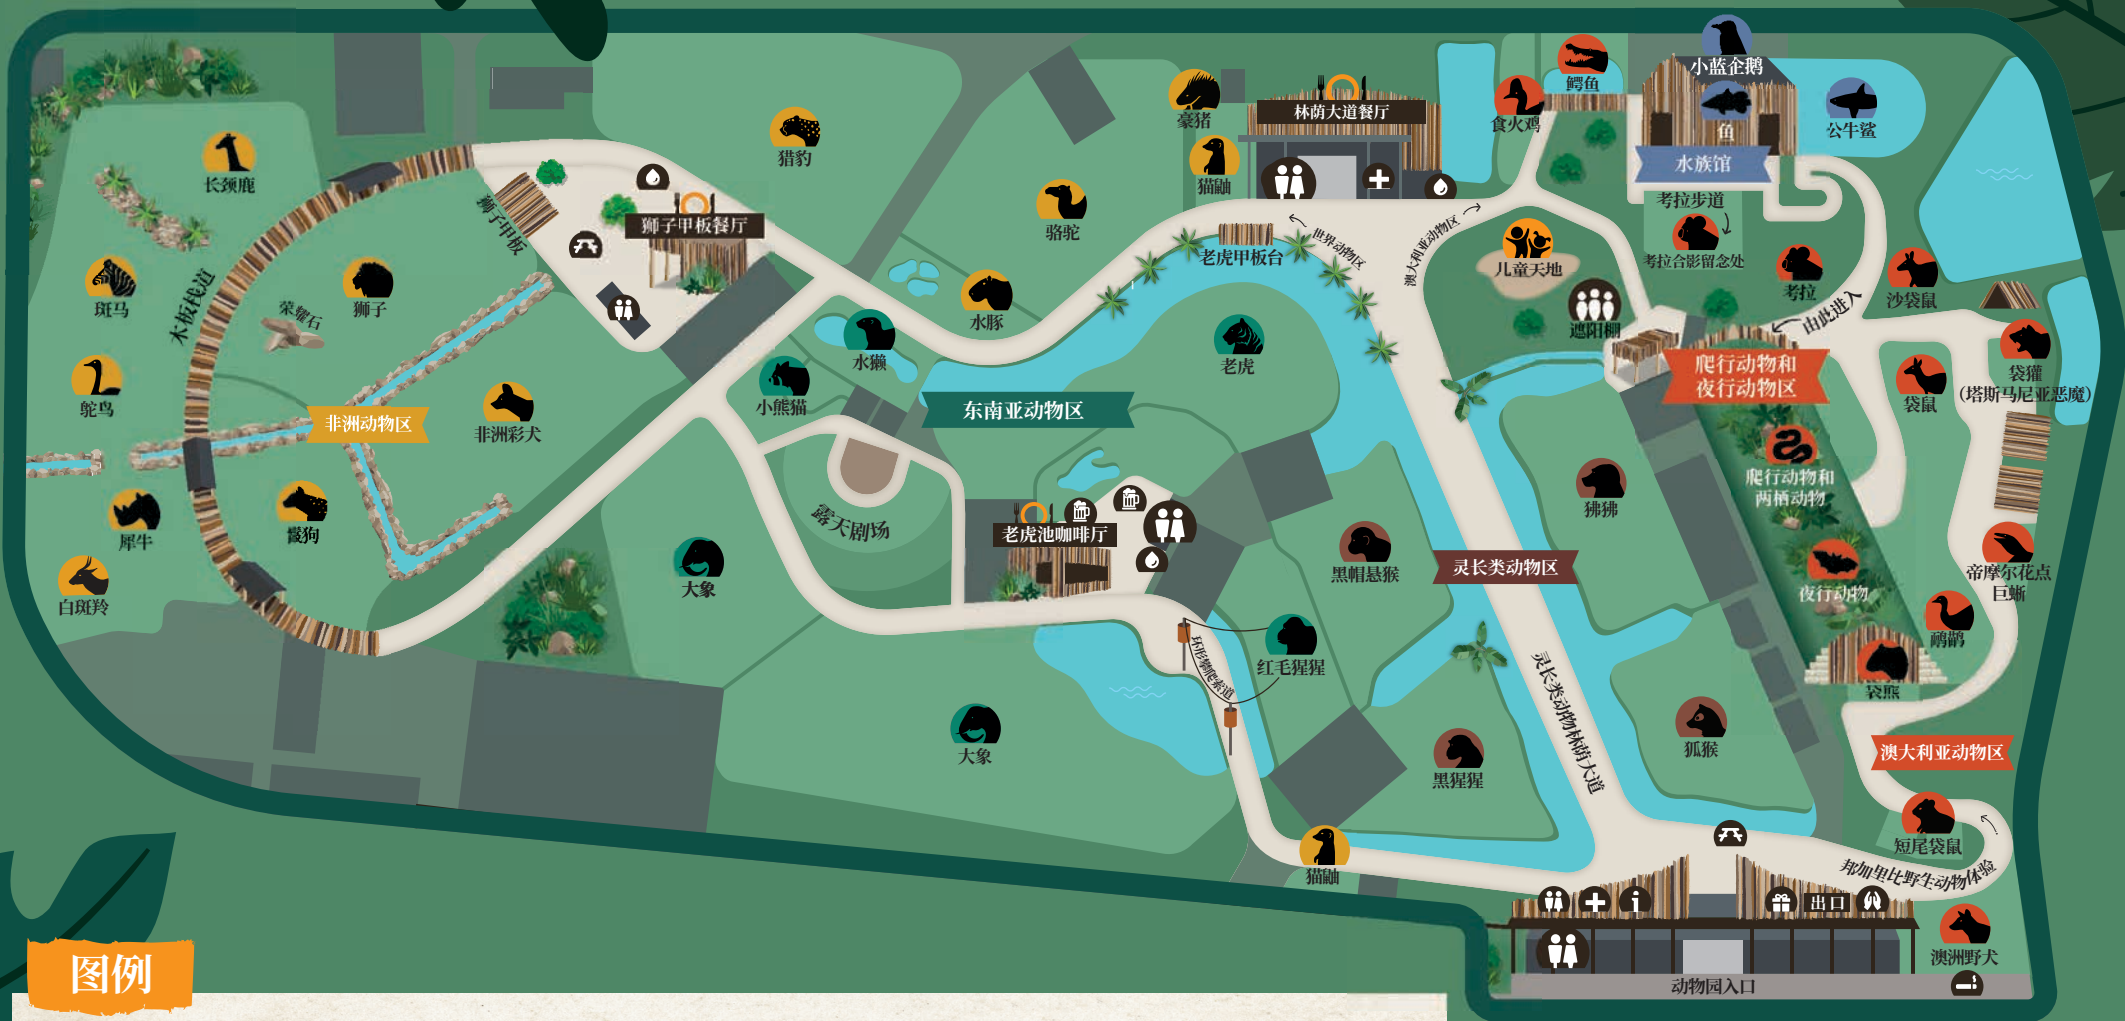 小蓝企鹅
鳄鱼
食火鸡
鱼
公牛鲨
水族馆
豪猪
林荫大道餐厅
猫鼬
猎豹
骆驼
水豚
长颈鹿
狮子甲板
狮子甲板餐厅
斑马
木板栈道
荣耀石
狮子
鸵鸟
非洲动物区
非洲彩犬
犀牛
鬣狗
白斑羚
水獭
小熊猫
东南亚动物区
老虎甲板台
老虎
世界动物区
澳大利亚动物区
儿童天地
遮阳棚
考拉步道
考拉合影留念处
考拉
沙袋鼠
由此进入
爬行动物和
夜行动物区
袋鼠
袋獾
(塔斯马尼亚恶魔)
爬行动物和
两栖动物
夜行动物
帝摩尔花点
巨蜥
鸸鹋
袋熊
狒狒
黑帽悬猴
灵长类动物区
灵长类动物林荫大道
露天剧场
老虎池咖啡厅
大象
大象
环形攀爬索道
红毛猩猩
黑猩猩
狐猴
澳大利亚动物区
短尾袋鼠
邦加里比野生动物体验
猫鼬
出口
澳洲野犬
动物园入口
图例